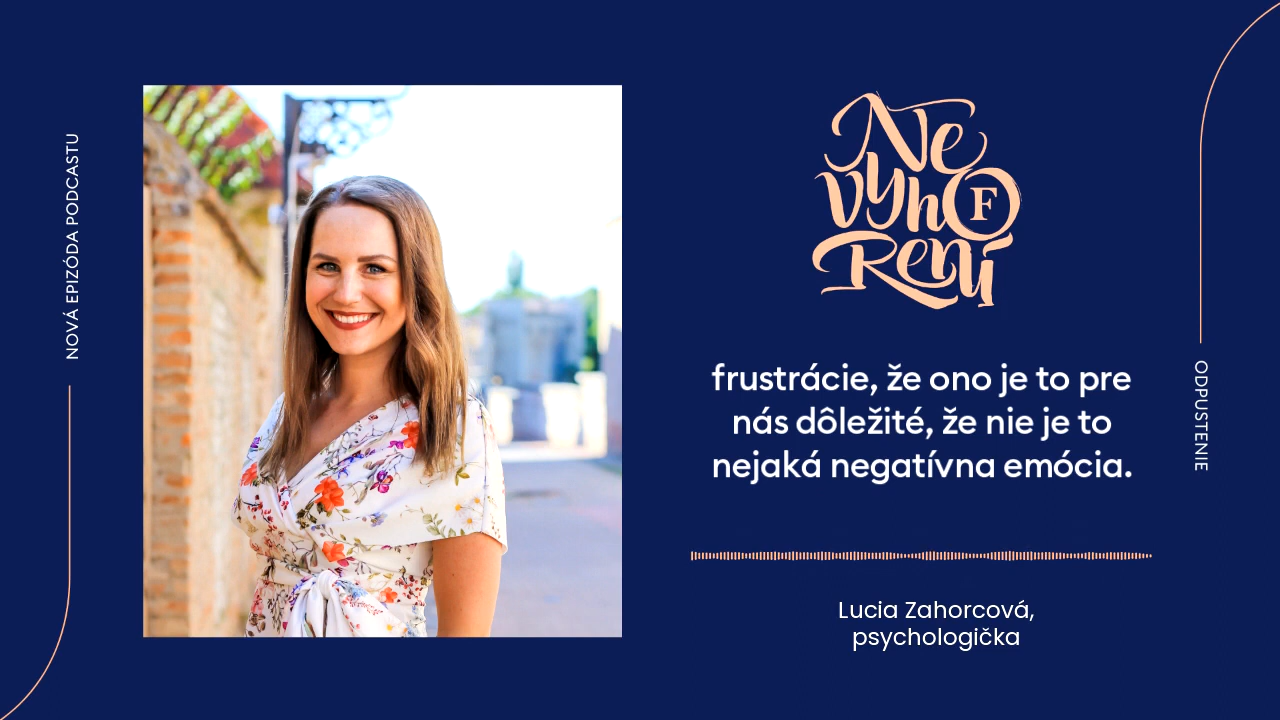 NOVÁ EPIZÓDA PODCASTU
Ne
vyhO
F
Rení
frustrácie, že ono je to pre
nás dôležité, že nie je to
nejaká negatívna emócia.
Lucia Zahorcová,
psychologička
ODPUSTENIE